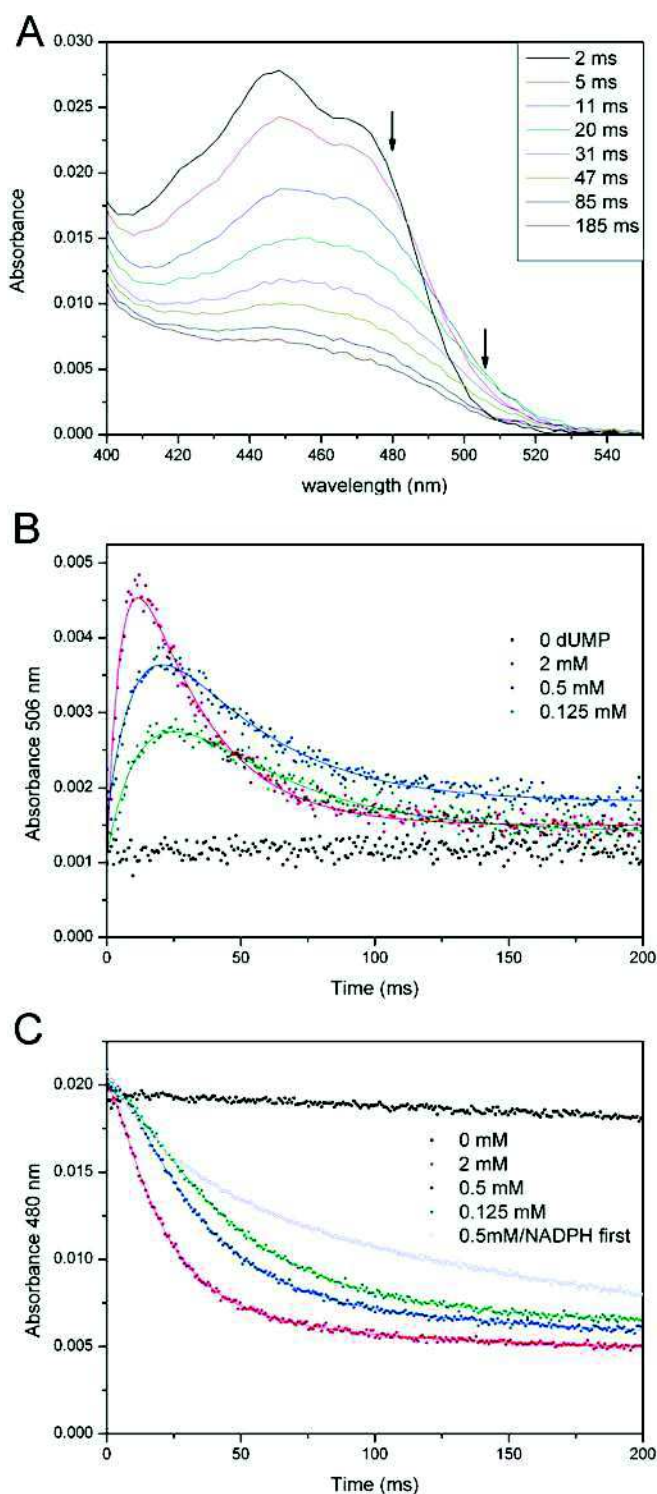 A
0.030
0.025
0.020
0.015
0.010
0.005
0.000
Absorbance
2 ms
5 ms
11 ms
20 ms
31 ms
47 ms
85 ms
185 ms
400 420 440 460 480 500 520 540
wavelength (nm)
B
0.005
0.004
0.003
0.002
0.001
0.000
Absorbance 506 nm
0 dUMP
2 mM
0.5 mM
0.125 mM
0 50 100 150 200
Time (ms)
C
0.020
0.015
0.010
0.005
0.000
Absorbance 480 nm
0 mM
2 mM
0.5 mM
0.125 mM
0.5mM/NADPH first
0 50 100 150 200
Time (ms)